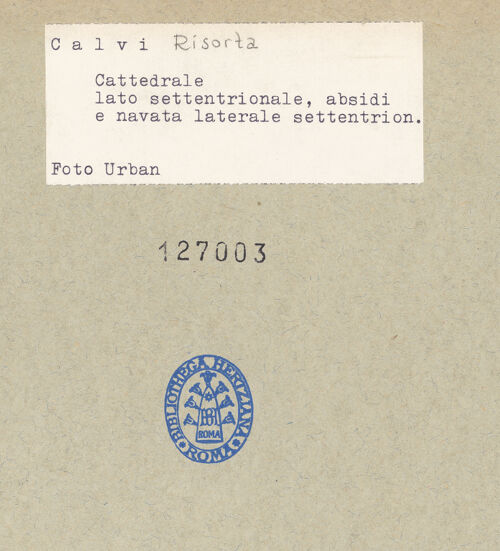 Calvi Risorta
Cattedrale
lato settentrionale, absidi
e navata laterale settentrion.
Foto Urban
127003
BIBLIOTHECA HERTZIANA
ROMA
ROMA